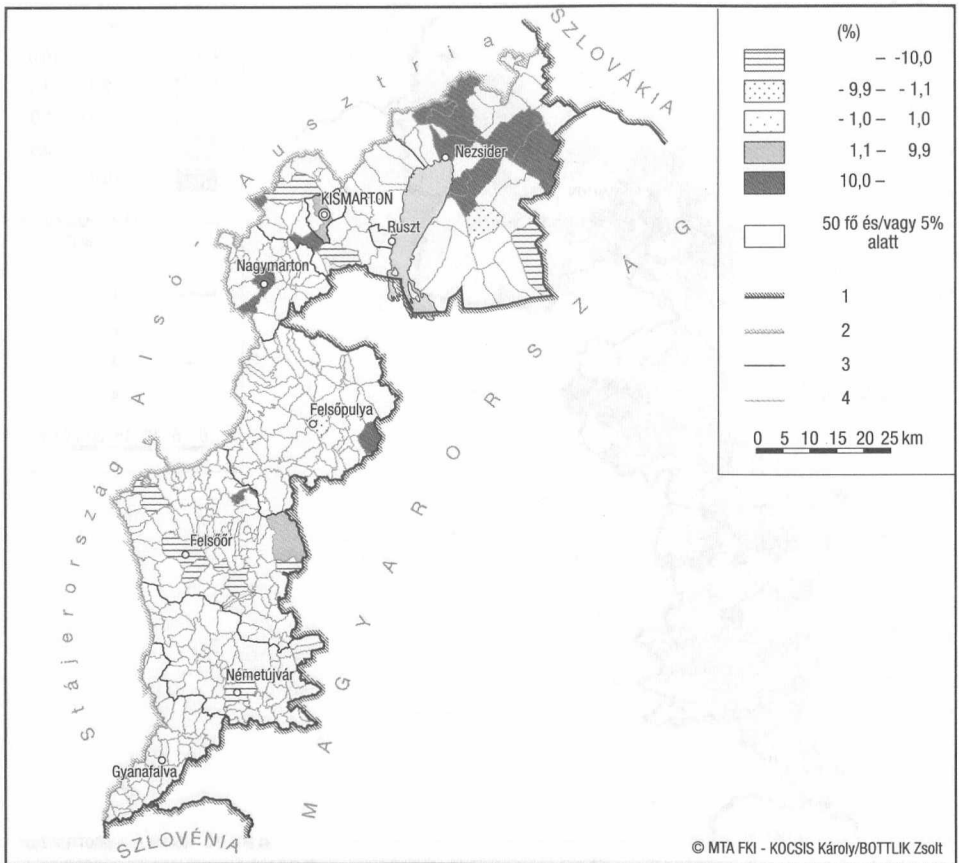 SZLOVÁKIA
Alsó-Ausztria
Nezsider
KISMARTON
Ruszt
Nagymarton
Felsőpulya
Felsőőr
Németújvár
Gyanafalva
Stájerország
MAGYARORSZÁG
SZLOVÉNIA
(%)
– -10,0
- 9,9 – - 1,1
- 1,0 – 1,0
1,1 – 9,9
10,0 –
50 fő és/vagy 5%
alatt
1
2
3
4
0 5 10 15 20 25 km
© MTA FKI - KOCSIS Károly/BOTTLIK Zsolt